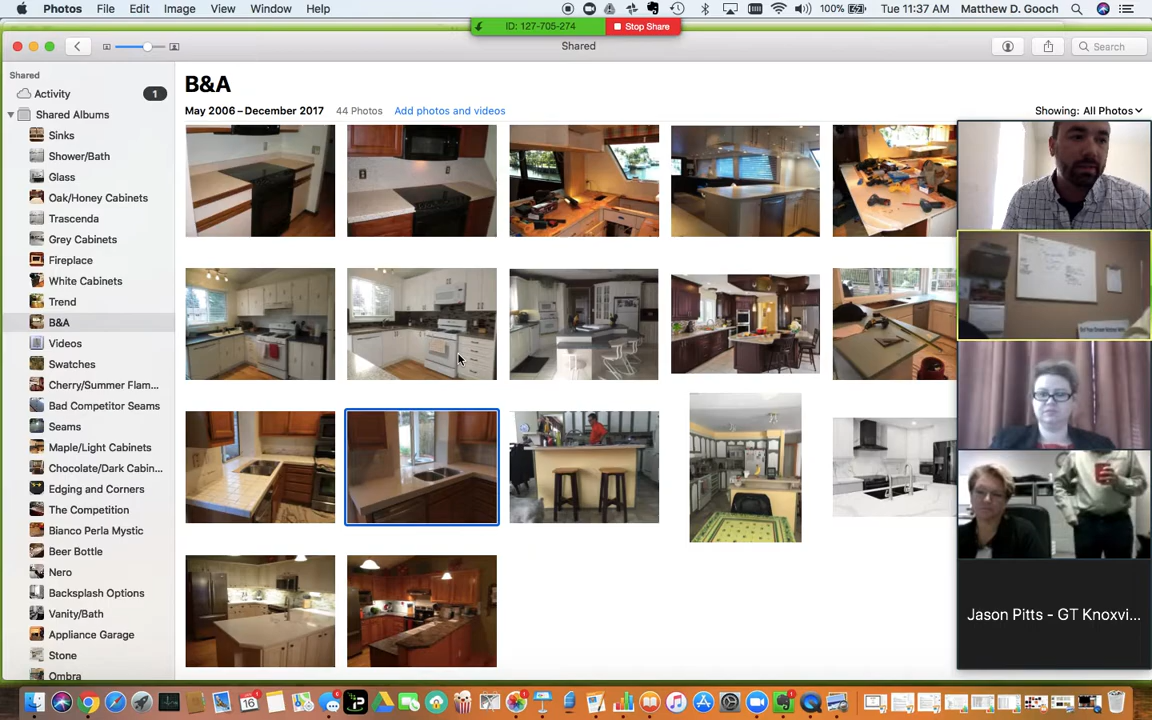 Photos File Edit Image View Window Help 100% Tue 11:37 AM Matthew D. Gooch
ID: 127-705-274 Stop Share
Shared
Search
Shared
Activity 1
Shared Albums
Sinks
Shower/Bath
Glass
Oak/Honey Cabinets
Trascenda
Grey Cabinets
Fireplace
White Cabinets
Trend
B&A
Videos
Swatches
Cherry/Summer Flam...
Bad Competitor Seams
Seams
Maple/Light Cabinets
Chocolate/Dark Cabin...
Edging and Corners
The Competition
Bianco Perla Mystic
Beer Bottle
Nero
Backsplash Options
Vanity/Bath
Appliance Garage
Stone
Ombra
B&A
May 2006 – December 2017 44 Photos Add photos and videos
Showing: All Photos
Jason Pitts - GT Knoxvi...
16